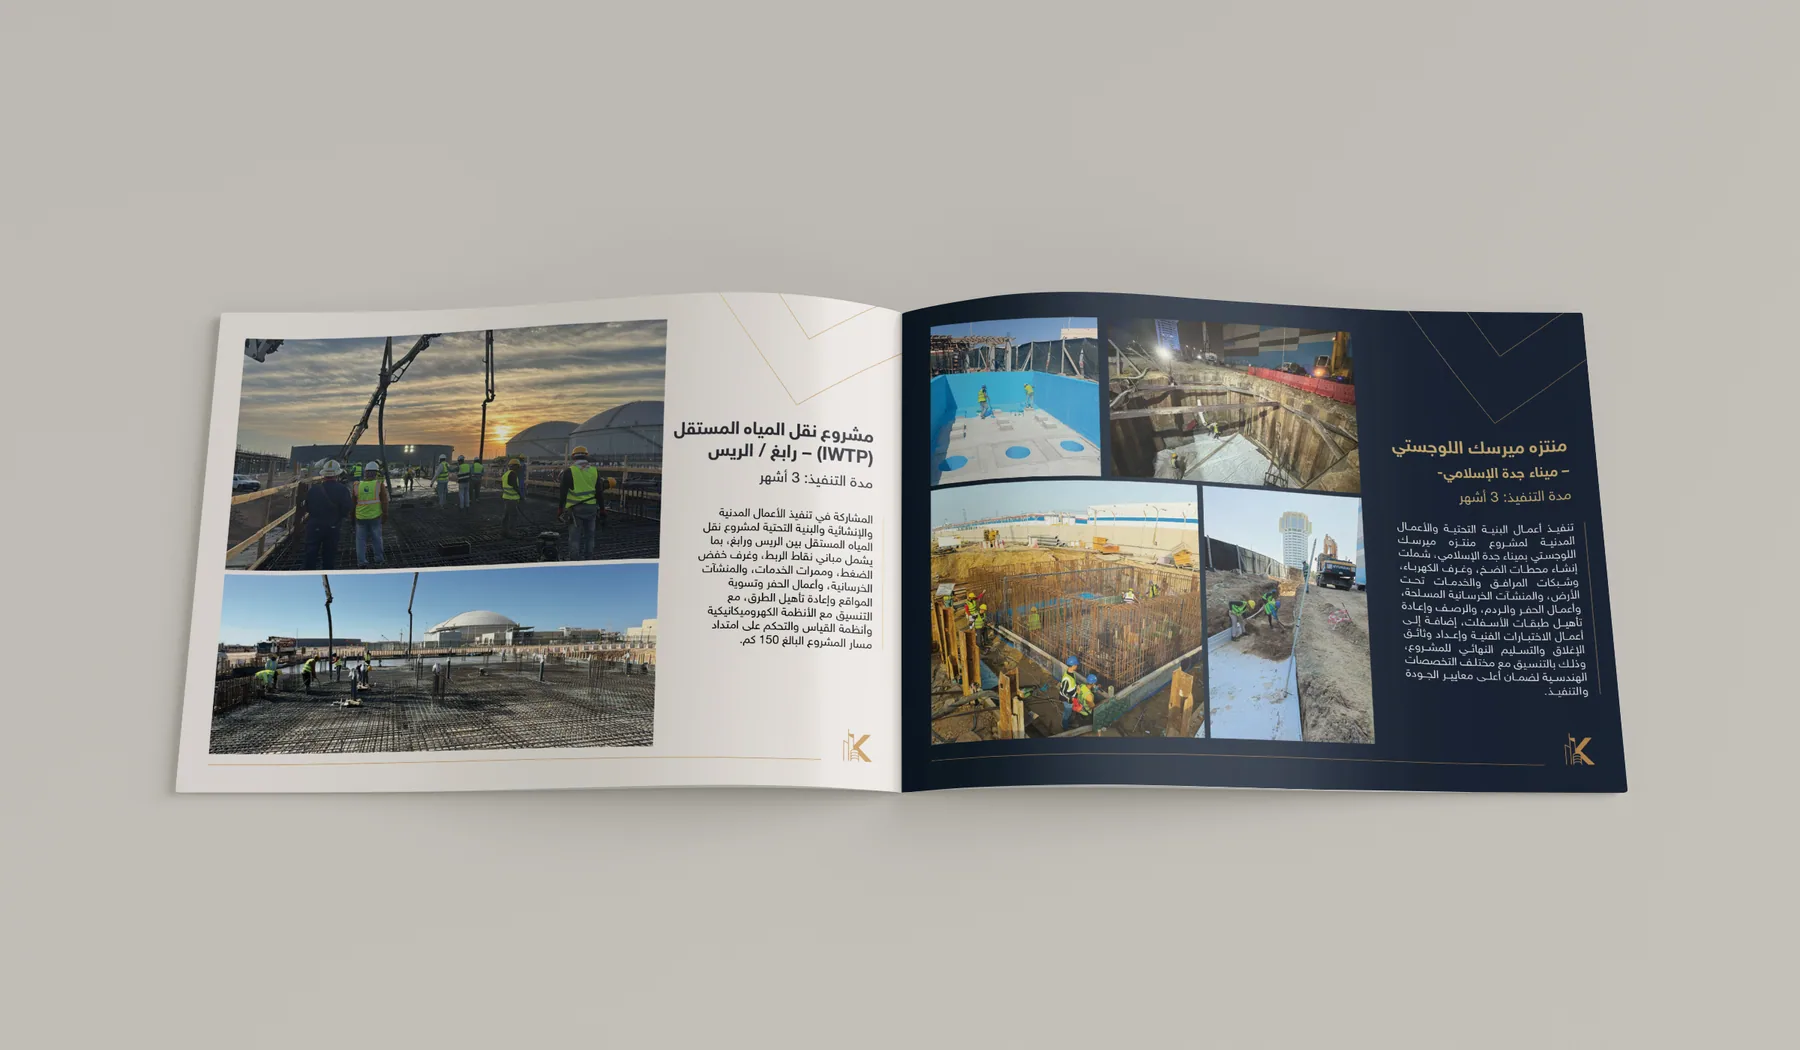 منتزه ميرسك اللوجستي
– ميناء جدة الإسلامي-
مدة التنفيذ: 3 أشهر
تنفيذ أعمال البنية التحتية والأعمال
المدنية لمشروع منتزه ميرسك
اللوجستي بميناء جدة الإسلامي، شملت
إنشاء محطات الضخ، وغرف الكهرباء،
وشبكات المرافق والخدمات تحت
الأرض، والمنشآت الخرسانية المسلحة،
وأعمال الحفر والردم، والرصف وإعادة
تأهيل طبقات الأسفلت، إضافة إلى
أعمال الاختبارات الفنية وإعداد وثائق
الإغلاق والتسليم النهائي للمشروع،
وذلك بالتنسيق مع مختلف التخصصات
الهندسية لضمان أعلى معايير الجودة
والتنفيذ.
K
مشروع نقل المياه المستقل
(IWTP) – رابغ / الريس
مدة التنفيذ: 3 أشهر
المشاركة في تنفيذ الأعمال المدنية
والإنشائية والبنية التحتية لمشروع نقل
المياه المستقل بين الريس ورابغ، بما
يشمل مباني نقاط الربط، وغرف خفض
الضغط، وممرات الخدمات، والمنشآت
الخرسانية، وأعمال الحفر وتسوية
المواقع وإعادة تأهيل الطرق، مع
التنسيق مع الأنظمة الكهروميكانيكية
وأنظمة القياس والتحكم على امتداد
مسار المشروع البالغ 150 كم.
K